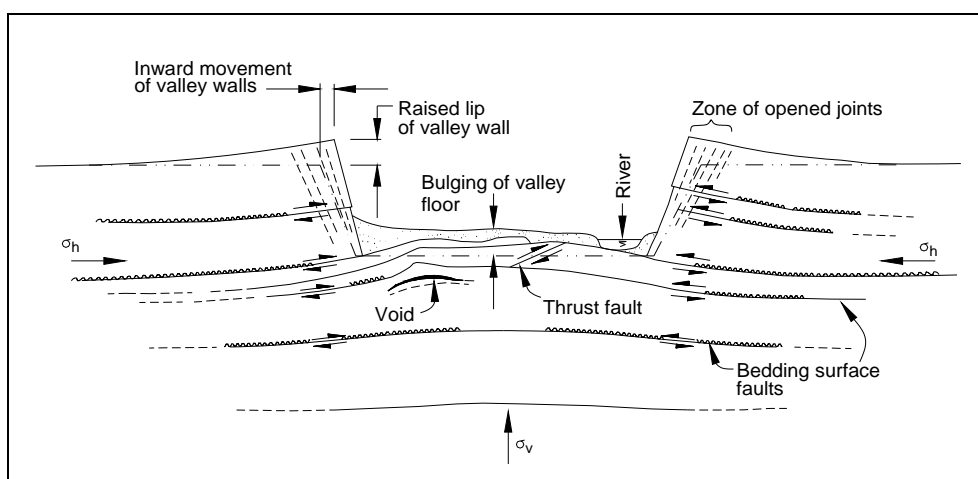 Inward movement
of valley walls
Raised lip
of valley wall
Zone of opened joints
Bulging of valley
floor
River
σh
σh
Void
Thrust fault
Bedding surface
faults
σv